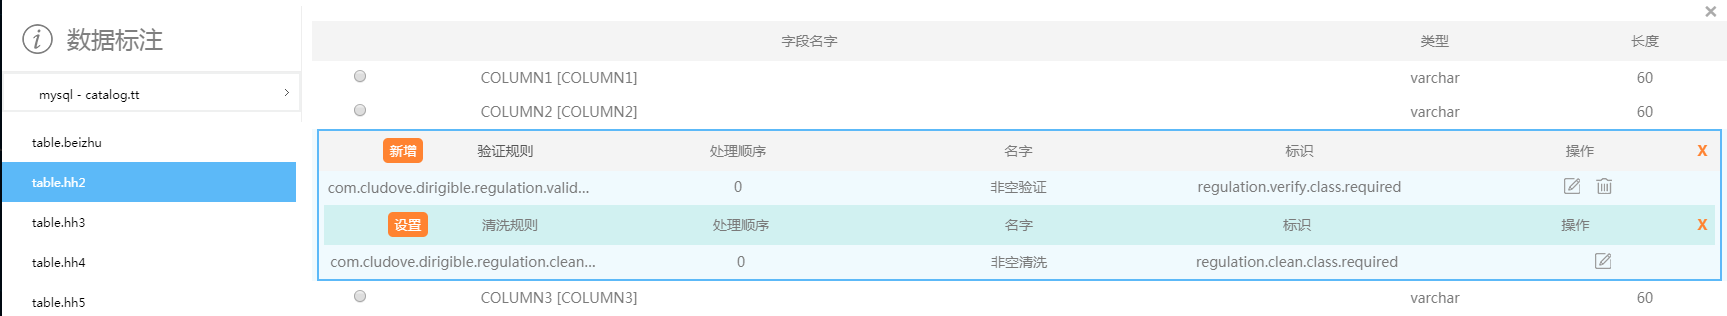 数据标注
mysql - catalog.tt
table.beizhu
table.hh2
table.hh3
table.hh4
table.hh5
字段名字 类型 长度
COLUMN1 [COLUMN1] varchar 60
COLUMN2 [COLUMN2] varchar 60
新增 验证规则 处理顺序 名字 标识 操作 X
com.cludove.dirigible.regulation.valid... 0 非空验证 regulation.verify.class.required
设置 清洗规则 处理顺序 名字 标识 操作 X
com.cludove.dirigible.regulation.clean... 0 非空清洗 regulation.clean.class.required
COLUMN3 [COLUMN3] varchar 60